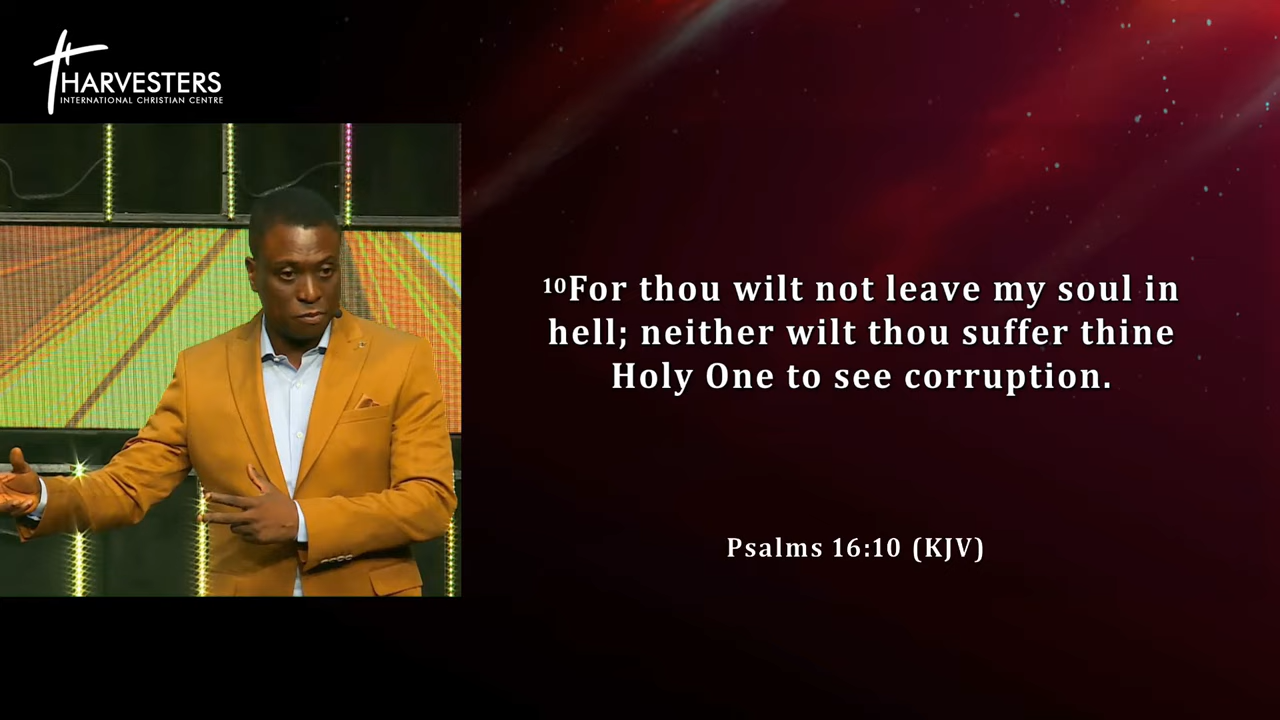 HARVESTERS
INTERNATIONAL CHRISTIAN CENTRE
10For thou wilt not leave my soul in
hell; neither wilt thou suffer thine
Holy One to see corruption.
Psalms 16:10 (KJV)